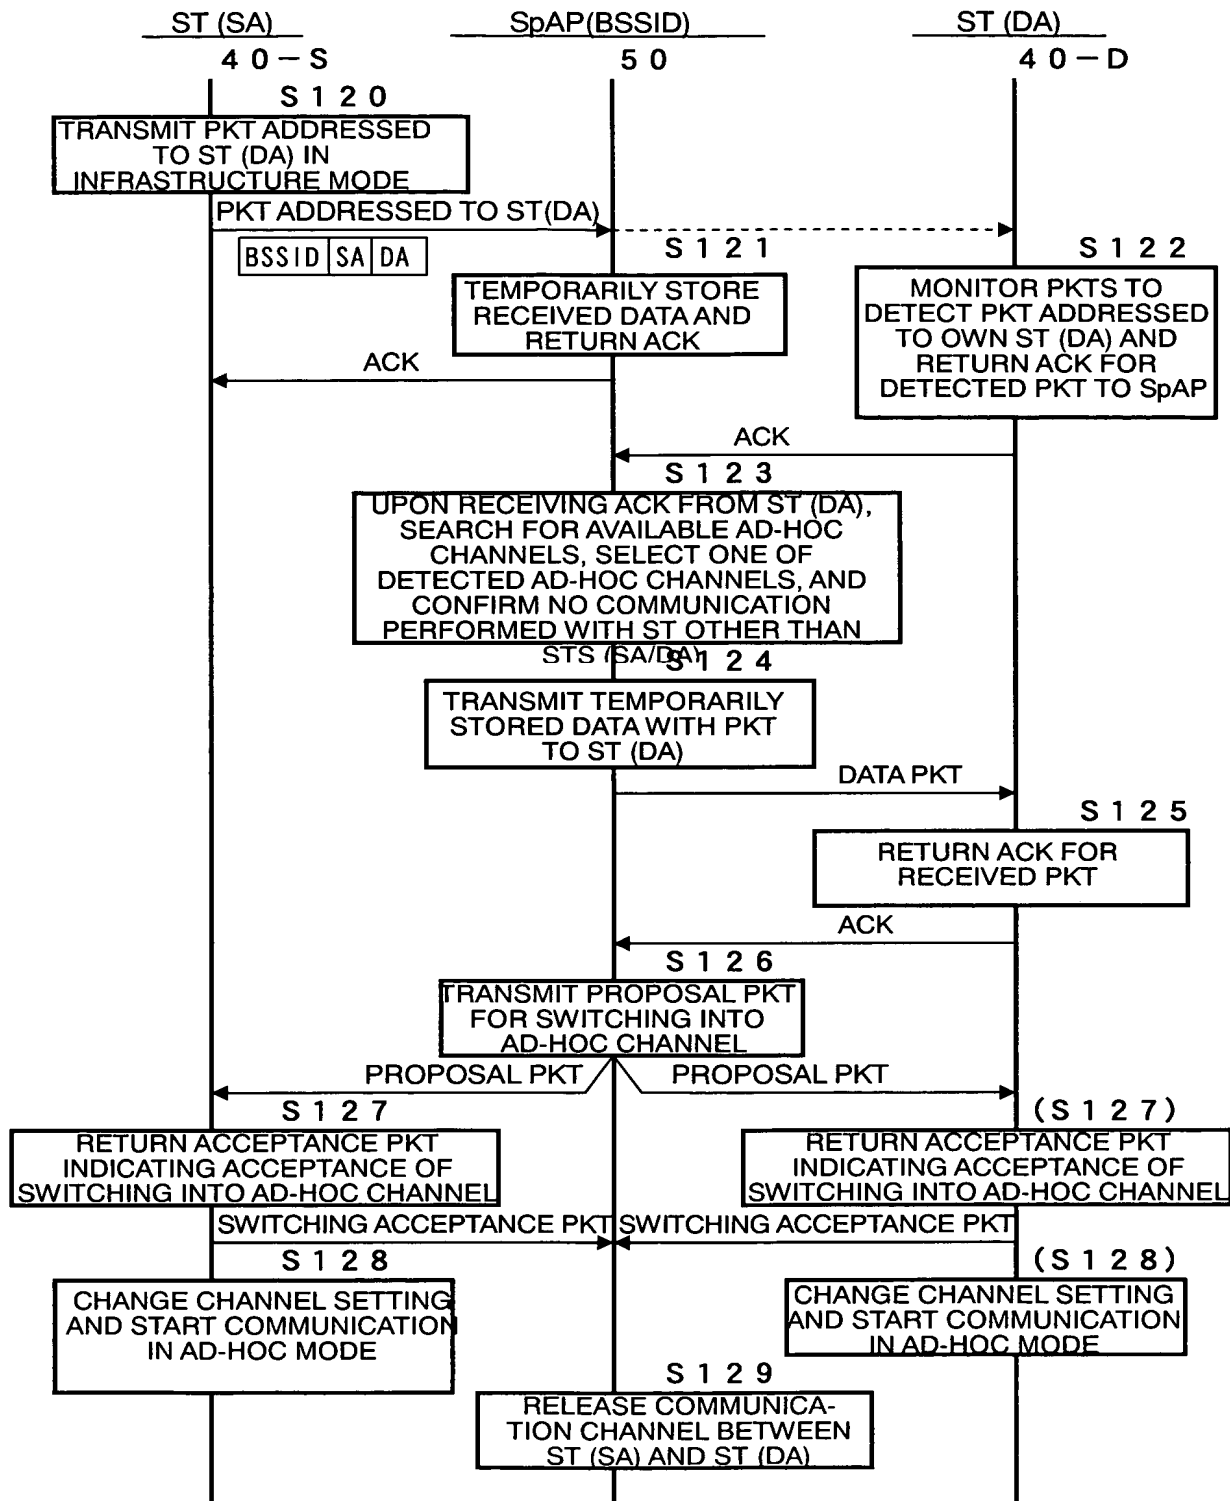 ST (SA)
SpAP(BSSID)
ST (DA)
40-S
50
40-D
S120
TRANSMIT PKT ADDRESSED
TO ST (DA) IN
INFRASTRUCTURE MODE
PKT ADDRESSED TO ST(DA)
BSSID SA DA
S121
TEMPORARILY STORE
RECEIVED DATA AND
RETURN ACK
S122
MONITOR PKTS TO
DETECT PKT ADDRESSED
TO OWN ST (DA) AND
RETURN ACK FOR
DETECTED PKT TO SpAP
ACK
ACK
S123
UPON RECEIVING ACK FROM ST (DA),
SEARCH FOR AVAILABLE AD-HOC
CHANNELS, SELECT ONE OF
DETECTED AD-HOC CHANNELS, AND
CONFIRM NO COMMUNICATION
PERFORMED WITH ST OTHER THAN
STS (SA/DA)
S124
TRANSMIT TEMPORARILY
STORED DATA WITH PKT
TO ST (DA)
DATA PKT
S125
RETURN ACK FOR
RECEIVED PKT
ACK
S126
TRANSMIT PROPOSAL PKT
FOR SWITCHING INTO
AD-HOC CHANNEL
PROPOSAL PKT
PROPOSAL PKT
S127
RETURN ACCEPTANCE PKT
INDICATING ACCEPTANCE OF
SWITCHING INTO AD-HOC CHANNEL
(S127)
RETURN ACCEPTANCE PKT
INDICATING ACCEPTANCE OF
SWITCHING INTO AD-HOC CHANNEL
SWITCHING ACCEPTANCE PKT
SWITCHING ACCEPTANCE PKT
S128
CHANGE CHANNEL SETTING
AND START COMMUNICATION
IN AD-HOC MODE
(S128)
CHANGE CHANNEL SETTING
AND START COMMUNICATION
IN AD-HOC MODE
S129
RELEASE COMMUNICA-
TION CHANNEL BETWEEN
ST (SA) AND ST (DA)